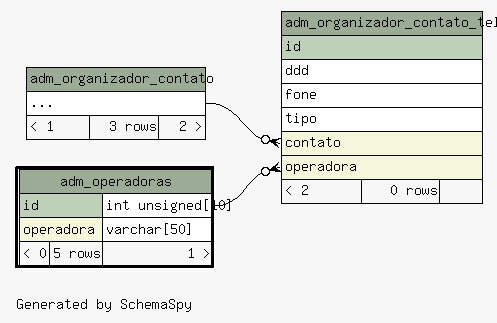 adm_organizador_contato_tel
id
ddd
fone
tipo
contato
operadora
< 2 0 rows
adm_organizador_contato
...
< 1 3 rows 2 >
adm_operadoras
id int unsigned[10]
operadora varchar[50]
< 0 5 rows 1 >
Generated by SchemaSpy